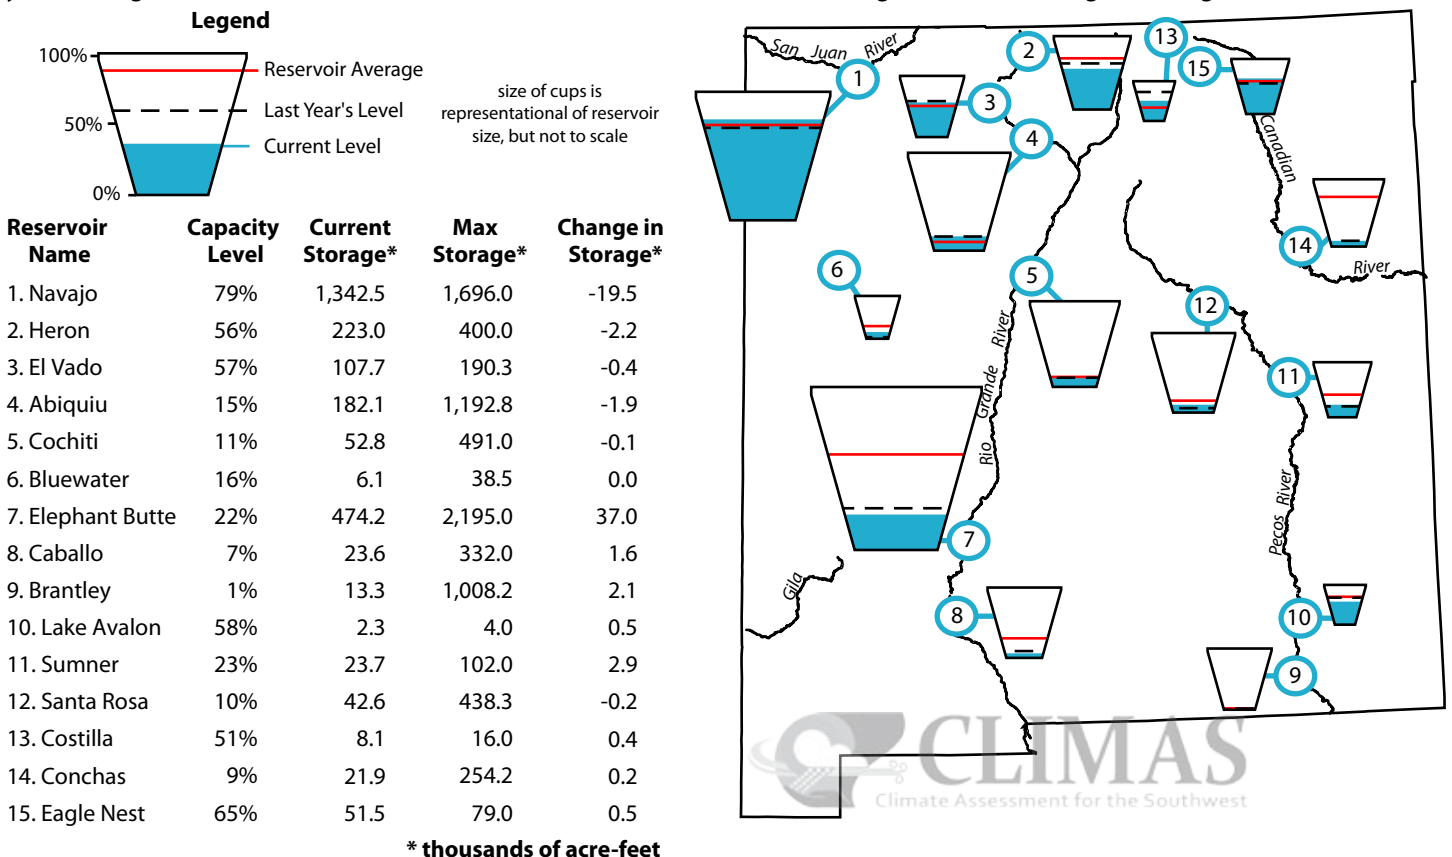 Legend
100%
50%
0%
Reservoir Average
Last Year's Level
Current Level
size of cups is
representational of reservoir
size, but not to scale
Reservoir Name Capacity Level Current Storage* Max Storage* Change in Storage*
1. Navajo 79% 1,342.5 1,696.0 -19.5
2. Heron 56% 223.0 400.0 -2.2
3. El Vado 57% 107.7 190.3 -0.4
4. Abiquiu 15% 182.1 1,192.8 -1.9
5. Cochiti 11% 52.8 491.0 -0.1
6. Bluewater 16% 6.1 38.5 0.0
7. Elephant Butte 22% 474.2 2,195.0 37.0
8. Caballo 7% 23.6 332.0 1.6
9. Brantley 1% 13.3 1,008.2 2.1
10. Lake Avalon 58% 2.3 4.0 0.5
11. Sumner 23% 23.7 102.0 2.9
12. Santa Rosa 10% 42.6 438.3 -0.2
13. Costilla 51% 8.1 16.0 0.4
14. Conchas 9% 21.9 254.2 0.2
15. Eagle Nest 65% 51.5 79.0 0.5
* thousands of acre-feet
San Juan River
1
2
13
15
3
4
Canadian
14
River
6
5
12
Rio Grande River
11
Pecos River
7
Gila
8
10
9
CLIMAS
Climate Assessment for the Southwest